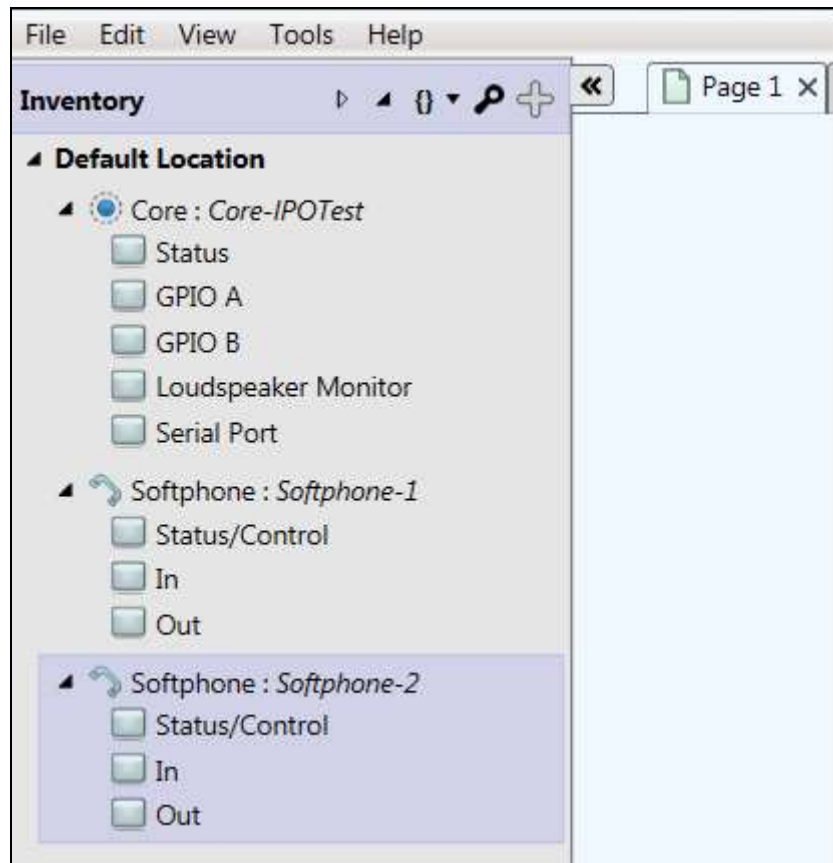 File Edit View Tools Help
Inventory {}
« Page 1
Default Location
Core : Core-IPOTest
Status
GPIO A
GPIO B
Loudspeaker Monitor
Serial Port
Softphone : Softphone-1
Status/Control
In
Out
Softphone : Softphone-2
Status/Control
In
Out